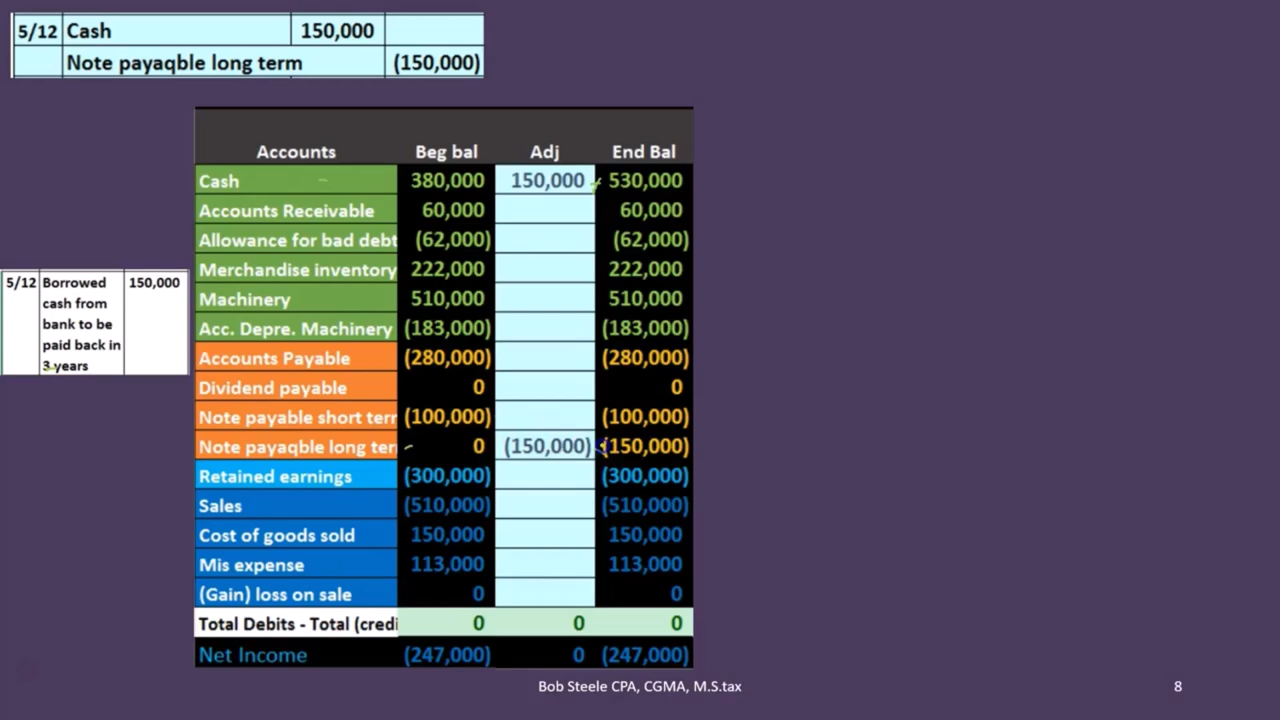 5/12 Cash 150,000
Note payaqble long term (150,000)
Accounts Beg bal Adj End Bal
Cash 380,000 150,000 530,000
Accounts Receivable 60,000 60,000
Allowance for bad debt (62,000) (62,000)
Merchandise inventory 222,000 222,000
Machinery 510,000 510,000
Acc. Depre. Machinery (183,000) (183,000)
Accounts Payable (280,000) (280,000)
Dividend payable 0 0
Note payable short terr (100,000) (100,000)
Note payaqble long ter 0 (150,000) (150,000)
Retained earnings (300,000) (300,000)
Sales (510,000) (510,000)
Cost of goods sold 150,000 150,000
Mis expense 113,000 113,000
(Gain) loss on sale 0 0
Total Debits - Total (credi 0 0 0
Net Income (247,000) 0 (247,000)
5/12 Borrowed 150,000
cash from
bank to be
paid back in
3 years
Bob Steele CPA, CGMA, M.S.tax 8